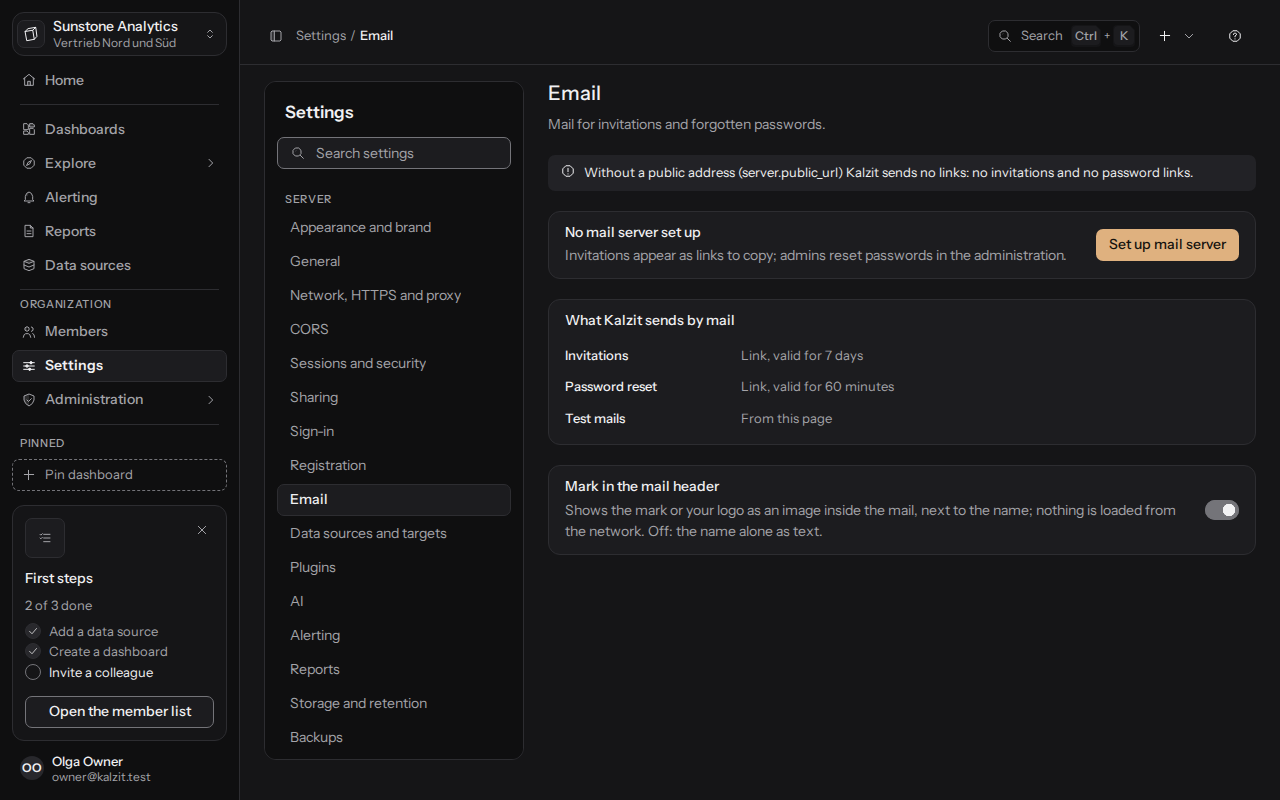 Sunstone Analytics
Vertrieb Nord und Süd
Home
Dashboards
Explore
Alerting
Reports
Data sources
ORGANIZATION
Members
Settings
Administration
PINNED
Pin dashboard
First steps
2 of 3 done
Add a data source
Create a dashboard
Invite a colleague
Open the member list
OO
Olga Owner
owner@kalzit.test
Settings / Email
Search Ctrl + K
Settings
Search settings
SERVER
Appearance and brand
General
Network, HTTPS and proxy
CORS
Sessions and security
Sharing
Sign-in
Registration
Email
Data sources and targets
Plugins
AI
Alerting
Reports
Storage and retention
Backups
Email
Mail for invitations and forgotten passwords.
Without a public address (server.public_url) Kalzit sends no links: no invitations and no password links.
No mail server set up
Invitations appear as links to copy; admins reset passwords in the administration.
Set up mail server
What Kalzit sends by mail
Invitations Link, valid for 7 days
Password reset Link, valid for 60 minutes
Test mails From this page
Mark in the mail header
Shows the mark or your logo as an image inside the mail, next to the name; nothing is loaded from
the network. Off: the name alone as text.